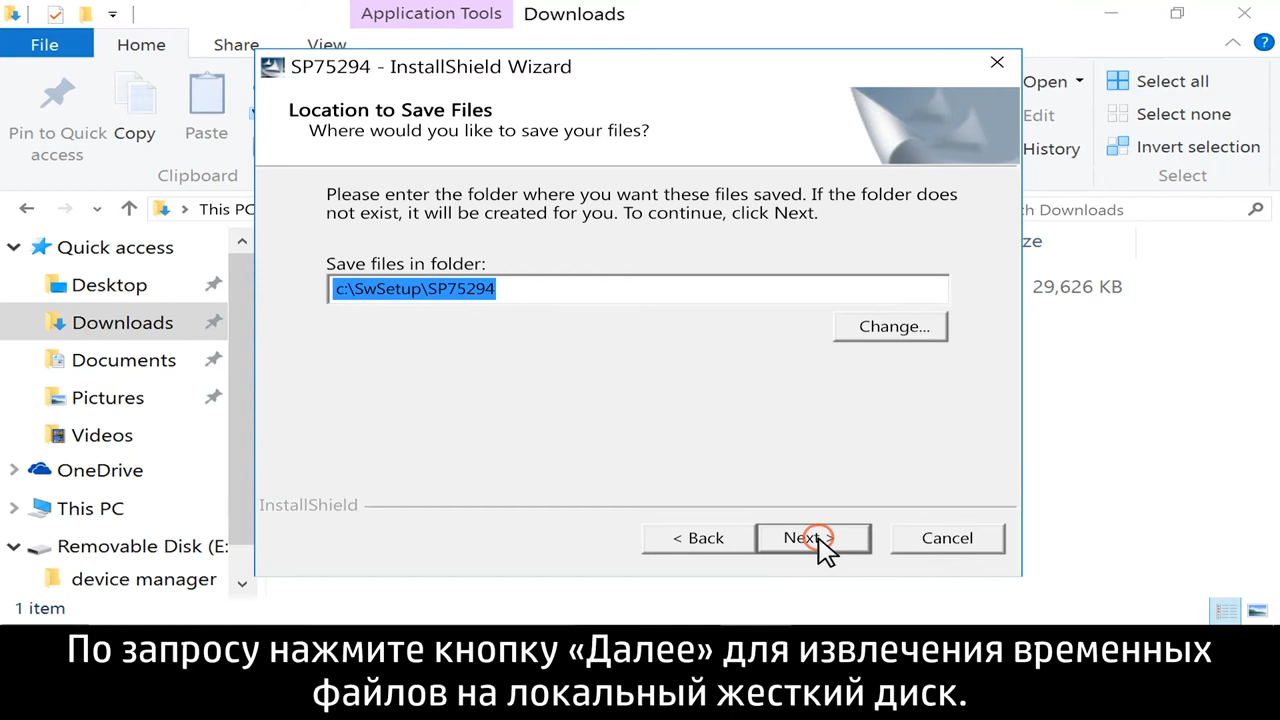 Application Tools
Downloads
File
Home
Share
View
Pin to Quick
access
Copy
Paste
Clipboard
Open
Edit
History
Select all
Select none
Invert selection
Select
This PC
Downloads
SP75294 - InstallShield Wizard
Location to Save Files
Where would you like to save your files?
Please enter the folder where you want these files saved. If the folder does
not exist, it will be created for you. To continue, click Next.
Save files in folder:
c:\SwSetup\SP75294
Change...
InstallShield
< Back
Next >
Cancel
Quick access
Desktop
Downloads
Documents
Pictures
Videos
OneDrive
This PC
Removable Disk (E:
device manager
29,626 KB
1 item
По запросу нажмите кнопку «Далее» для извлечения временных
файлов на локальный жесткий диск.